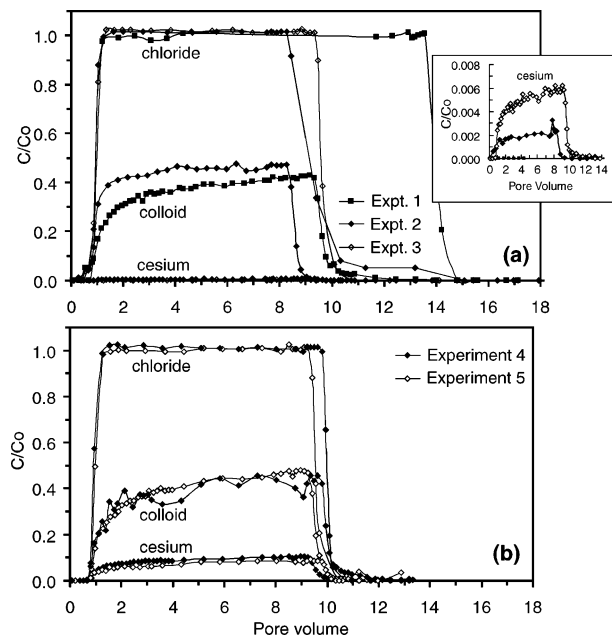 1.0
0.8
0.6
0.4
0.2
0.0
C/Co
chloride
colloid
cesium
Expt. 1
Expt. 2
Expt. 3
(a)
0 2 4 6 8 10 12 14 16 18
0.008
0.006
0.004
0.002
0.000
C/Co
cesium
0 2 4 6 8 10 12 14
Pore Volume
1.0
0.8
0.6
0.4
0.2
0.0
C/Co
chloride
colloid
cesium
Experiment 4
Experiment 5
(b)
0 2 4 6 8 10 12 14 16 18
Pore volume